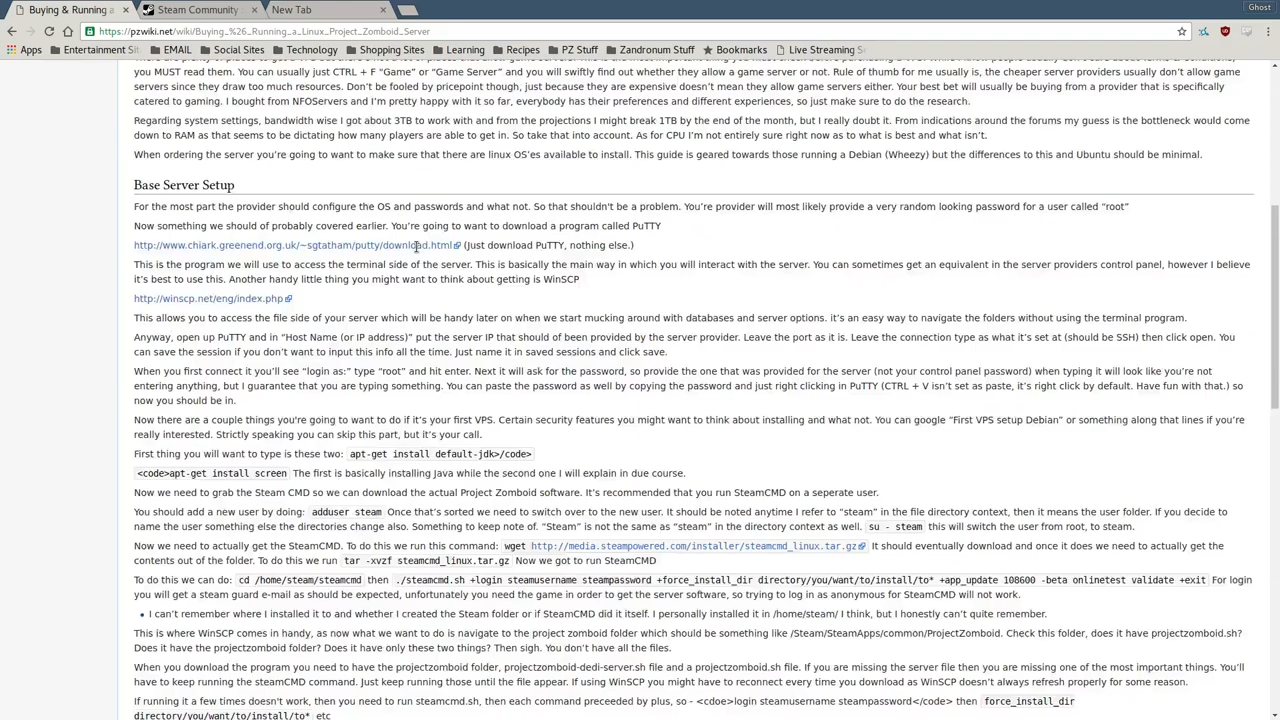 Buying & Running a
Steam Community
New Tab
Ghost
https://pzwiki.net/wiki/Buying_%26_Running_a_Linux_Project_Zomboid_Server
Apps
Entertainment Sit
EMAIL
Social Sites
Technology
Shopping Sites
Learning
Recipes
PZ Stuff
Zandronum Stuff
Bookmarks
Live Streaming
you MUST read them. You can usually just CTRL + F “Game” or “Game Server” and you will swiftly find out whether they allow a game server or not. Rule of thumb for me usually is, the cheaper server providers usually don’t allow game
servers since they draw too much resources. Don’t be fooled by pricepoint though, just because they are expensive doesn’t mean they allow game servers either. Your best bet will usually be buying from a provider that is specifically
catered to gaming. I bought from NFOServers and I’m pretty happy with it so far, everybody has their preferences and different experiences, so just make sure to do the research.
Regarding system settings, bandwidth wise I got about 3TB to work with and from the projections I might break 1TB by the end of the month, but I really doubt it. From indications around the forums my guess is the bottleneck would come
down to RAM as that seems to be dictating how many players are able to get in. So take that into account. As for CPU I’m not entirely sure right now as to what is best and what isn’t.
When ordering the server you’re going to want to make sure that there are linux OS’es available to install. This guide is geared towards those running a Debian (Wheezy) but the differences to this and Ubuntu should be minimal.
Base Server Setup
For the most part the provider should configure the OS and passwords and what not. So that shouldn't be a problem. You’re provider will most likely provide a very random looking password for a user called “root”
Now something we should of probably covered earlier. You’re going to want to download a program called PuTTY
http://www.chiark.greenend.org.uk/~sgtatham/putty/download.html (Just download PuTTY, nothing else.)
This is the program we will use to access the terminal side of the server. This is basically the main way in which you will interact with the server. You can sometimes get an equivalent in the server providers control panel, however I believe
it’s best to use this. Another handy little thing you might want to think about getting is WinSCP
http://winscp.net/eng/index.php
This allows you to access the file side of your server which will be handy later on when we start mucking around with databases and server options. it’s an easy way to navigate the folders without using the terminal program.
Anyway, open up PuTTY and in “Host Name (or IP address)” put the server IP that should of been provided by the server provider. Leave the port as it is. Leave the connection type as what it’s set at (should be SSH) then click open. You
can save the session if you don’t want to input this info all the time. Just name it in saved sessions and click save.
When you first connect it you’ll see “login as:” type “root” and hit enter. Next it will ask for the password, so provide the one that was provided for the server (not your control panel password) when typing it will look like you’re not
entering anything, but I guarantee that you are typing something. You can paste the password as well by copying the password and just right clicking in PuTTY (CTRL + V isn’t set as paste, it’s right click by default. Have fun with that.) so
now you should be in.
Now there are a couple things you're going to want to do if it’s your first VPS. Certain security features you might want to think about installing and what not. You can google “First VPS setup Debian” or something along that lines if you’re
really interested. Strictly speaking you can skip this part, but it’s your call.
First thing you will want to type is these two: apt-get install default-jdk>/code>
<code>apt-get install screen The first is basically installing Java while the second one I will explain in due course.
Now we need to grab the Steam CMD so we can download the actual Project Zomboid software. It’s recommended that you run SteamCMD on a seperate user.
You should add a new user by doing: adduser steam Once that’s sorted we need to switch over to the new user. It should be noted anytime I refer to “steam” in the file directory context, then it means the user folder. If you decide to
name the user something else the directories change also. Something to keep note of. “Steam” is not the same as “steam” in the directory context as well. su - steam this will switch the user from root, to steam.
Now we need to actually get the SteamCMD. To do this we run this command: wget http://media.steampowered.com/installer/steamcmd_linux.tar.gz It should eventually download and once it does we need to actually get the
contents out of the folder. To do this we run tar -xvzf steamcmd_linux.tar.gz Now we got to run SteamCMD
To do this we can do: cd /home/steam/steamcmd then ./steamcmd.sh +login steamusername steampassword +force_install_dir directory/you/want/to/install/to* +app_update 108600 -beta onlinetest validate +exit For login
you will get a steam guard e-mail as should be expected, unfortunately you need the game in order to get the server software, so trying to log in as anonymous for SteamCMD will not work.
• I can’t remember where I installed it to and whether I created the Steam folder or if SteamCMD did it itself. I personally installed it in /home/steam/ I think, but I honestly can’t quite remember.
This is where WinSCP comes in handy, as now what we want to do is navigate to the project zomboid folder which should be something like /Steam/SteamApps/common/ProjectZomboid. Check this folder, does it have projectzomboid.sh?
Does it have the projectzomboid folder? Does it have only these two things? Then sigh. You don’t have all the files.
When you download the program you need to have the projectzomboid folder, projectzomboid-dedi-server.sh file and a projectzomboid.sh file. If you are missing the server file then you are missing one of the most important things. You’ll
have to keep running the steamCMD command. Just keep running those until the file appear. If using WinSCP you might have to reconnect every time you download as WinSCP doesn’t always refresh properly for some reason.
If running it a few times doesn’t work, then you need to run steamcmd.sh, then each command preceeded by plus, so - <cdoe>login steamusername steampassword</code> then force_install_dir
directory/you/want/to/install/to* etc